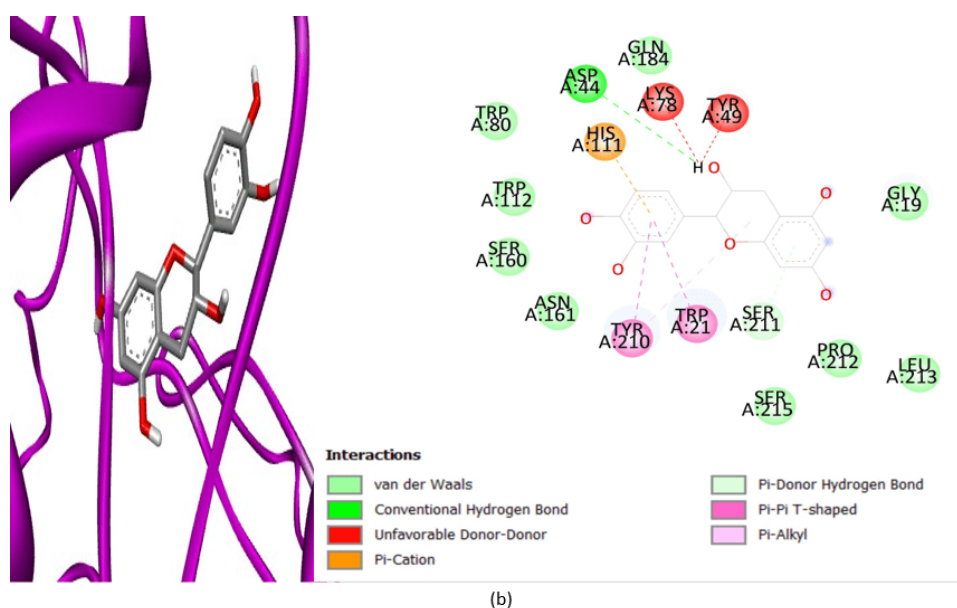 GLN
A:184
ASP
A:44
LYS
A:78
TYR
A:49
TRP
A:80
HIS
A:111
H
O
TRP
A:112
O
GLY
A:19
O
O
SER
A:160
O
O
ASN
A:161
TYR
A:210
TRP
A:21
SER
A:211
PRO
A:212
LEU
A:213
SER
A:215
Interactions
van der Waals
Conventional Hydrogen Bond
Unfavorable Donor-Donor
Pi-Cation
Pi-Donor Hydrogen Bond
Pi-Pi T-shaped
Pi-Alkyl
(b)